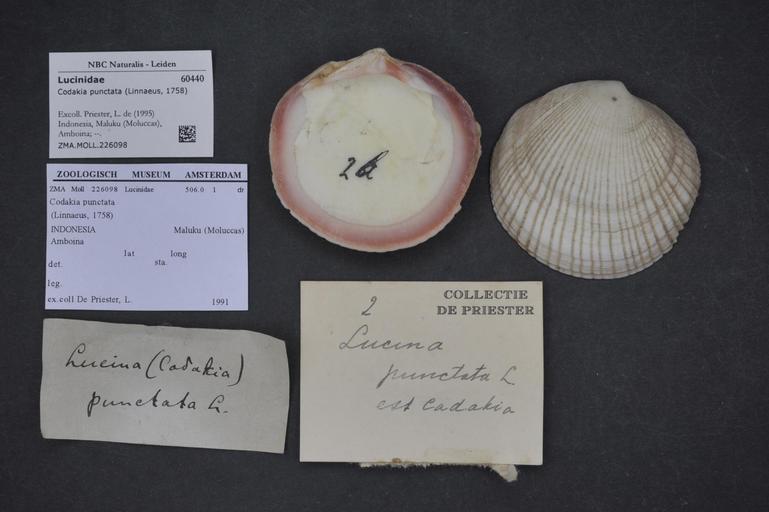 NBC Naturalis - Leiden
Lucinidae 60440
Codakia punctata (Linnaeus, 1758)
Excoll. Priester, L. de (1995)
Indonesia, Maluku (Moluccas),
Amboina; --.
ZMA.MOLL.226098
ZOOLOGISCH MUSEUM AMSTERDAM
ZMA Moll 226098 Lucinidae 506.0 1 dr
Codakia punctata
(Linnaeus, 1758)
INDONESIA Maluku (Moluccas)
Amboina
lat long
det. sta.
leg.
ex.coll De Priester, L. 1991
Lucina (Codakia)
punctata L.
2
COLLECTIE
DE PRIESTER
Lucina
punctata L
est Codakia